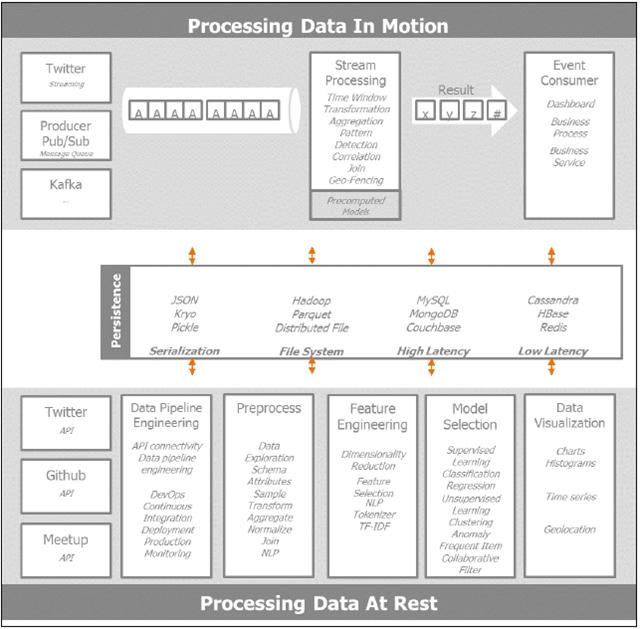 Processing Data In Motion
Twitter
Streaming
Producer
Pub/Sub
Message Queue
Kafka
...
A A A A A A A A
Stream
Processing
Time Window
Transformation
Aggregation
Pattern
Detection
Correlation
Join
Geo-Fencing
Precomputed
Models
Result
x y z #
Event
Consumer
Dashboard
Business
Process
Business
Service
Persistence
JSON
Kryo
Pickle
Serialization
Hadoop
Parquet
Distributed File
File System
MySQL
MongoDB
Couchbase
High Latency
Cassandra
HBase
Redis
Low Latency
Twitter
API
Github
API
Meetup
API
Data Pipeline
Engineering
API connectivity
Data pipeline
engineering
DevOps
Continuous
Integration
Deployment
Production
Monitoring
Preprocess
Data
Exploration
Schema
Attributes
Sample
Transform
Aggregate
Normalize
Join
NLP
Feature
Engineering
Dimensionality
Reduction
Feature
Selection
NLP
Tokenizer
TF-IDF
Model
Selection
Supervised
Learning
Classification
Regression
Unsupervised
Learning
Clustering
Anomaly
Frequent Item
Collaborative
Filter
Data
Visualization
Charts
Histograms
Time series
Geolocation
Processing Data At Rest